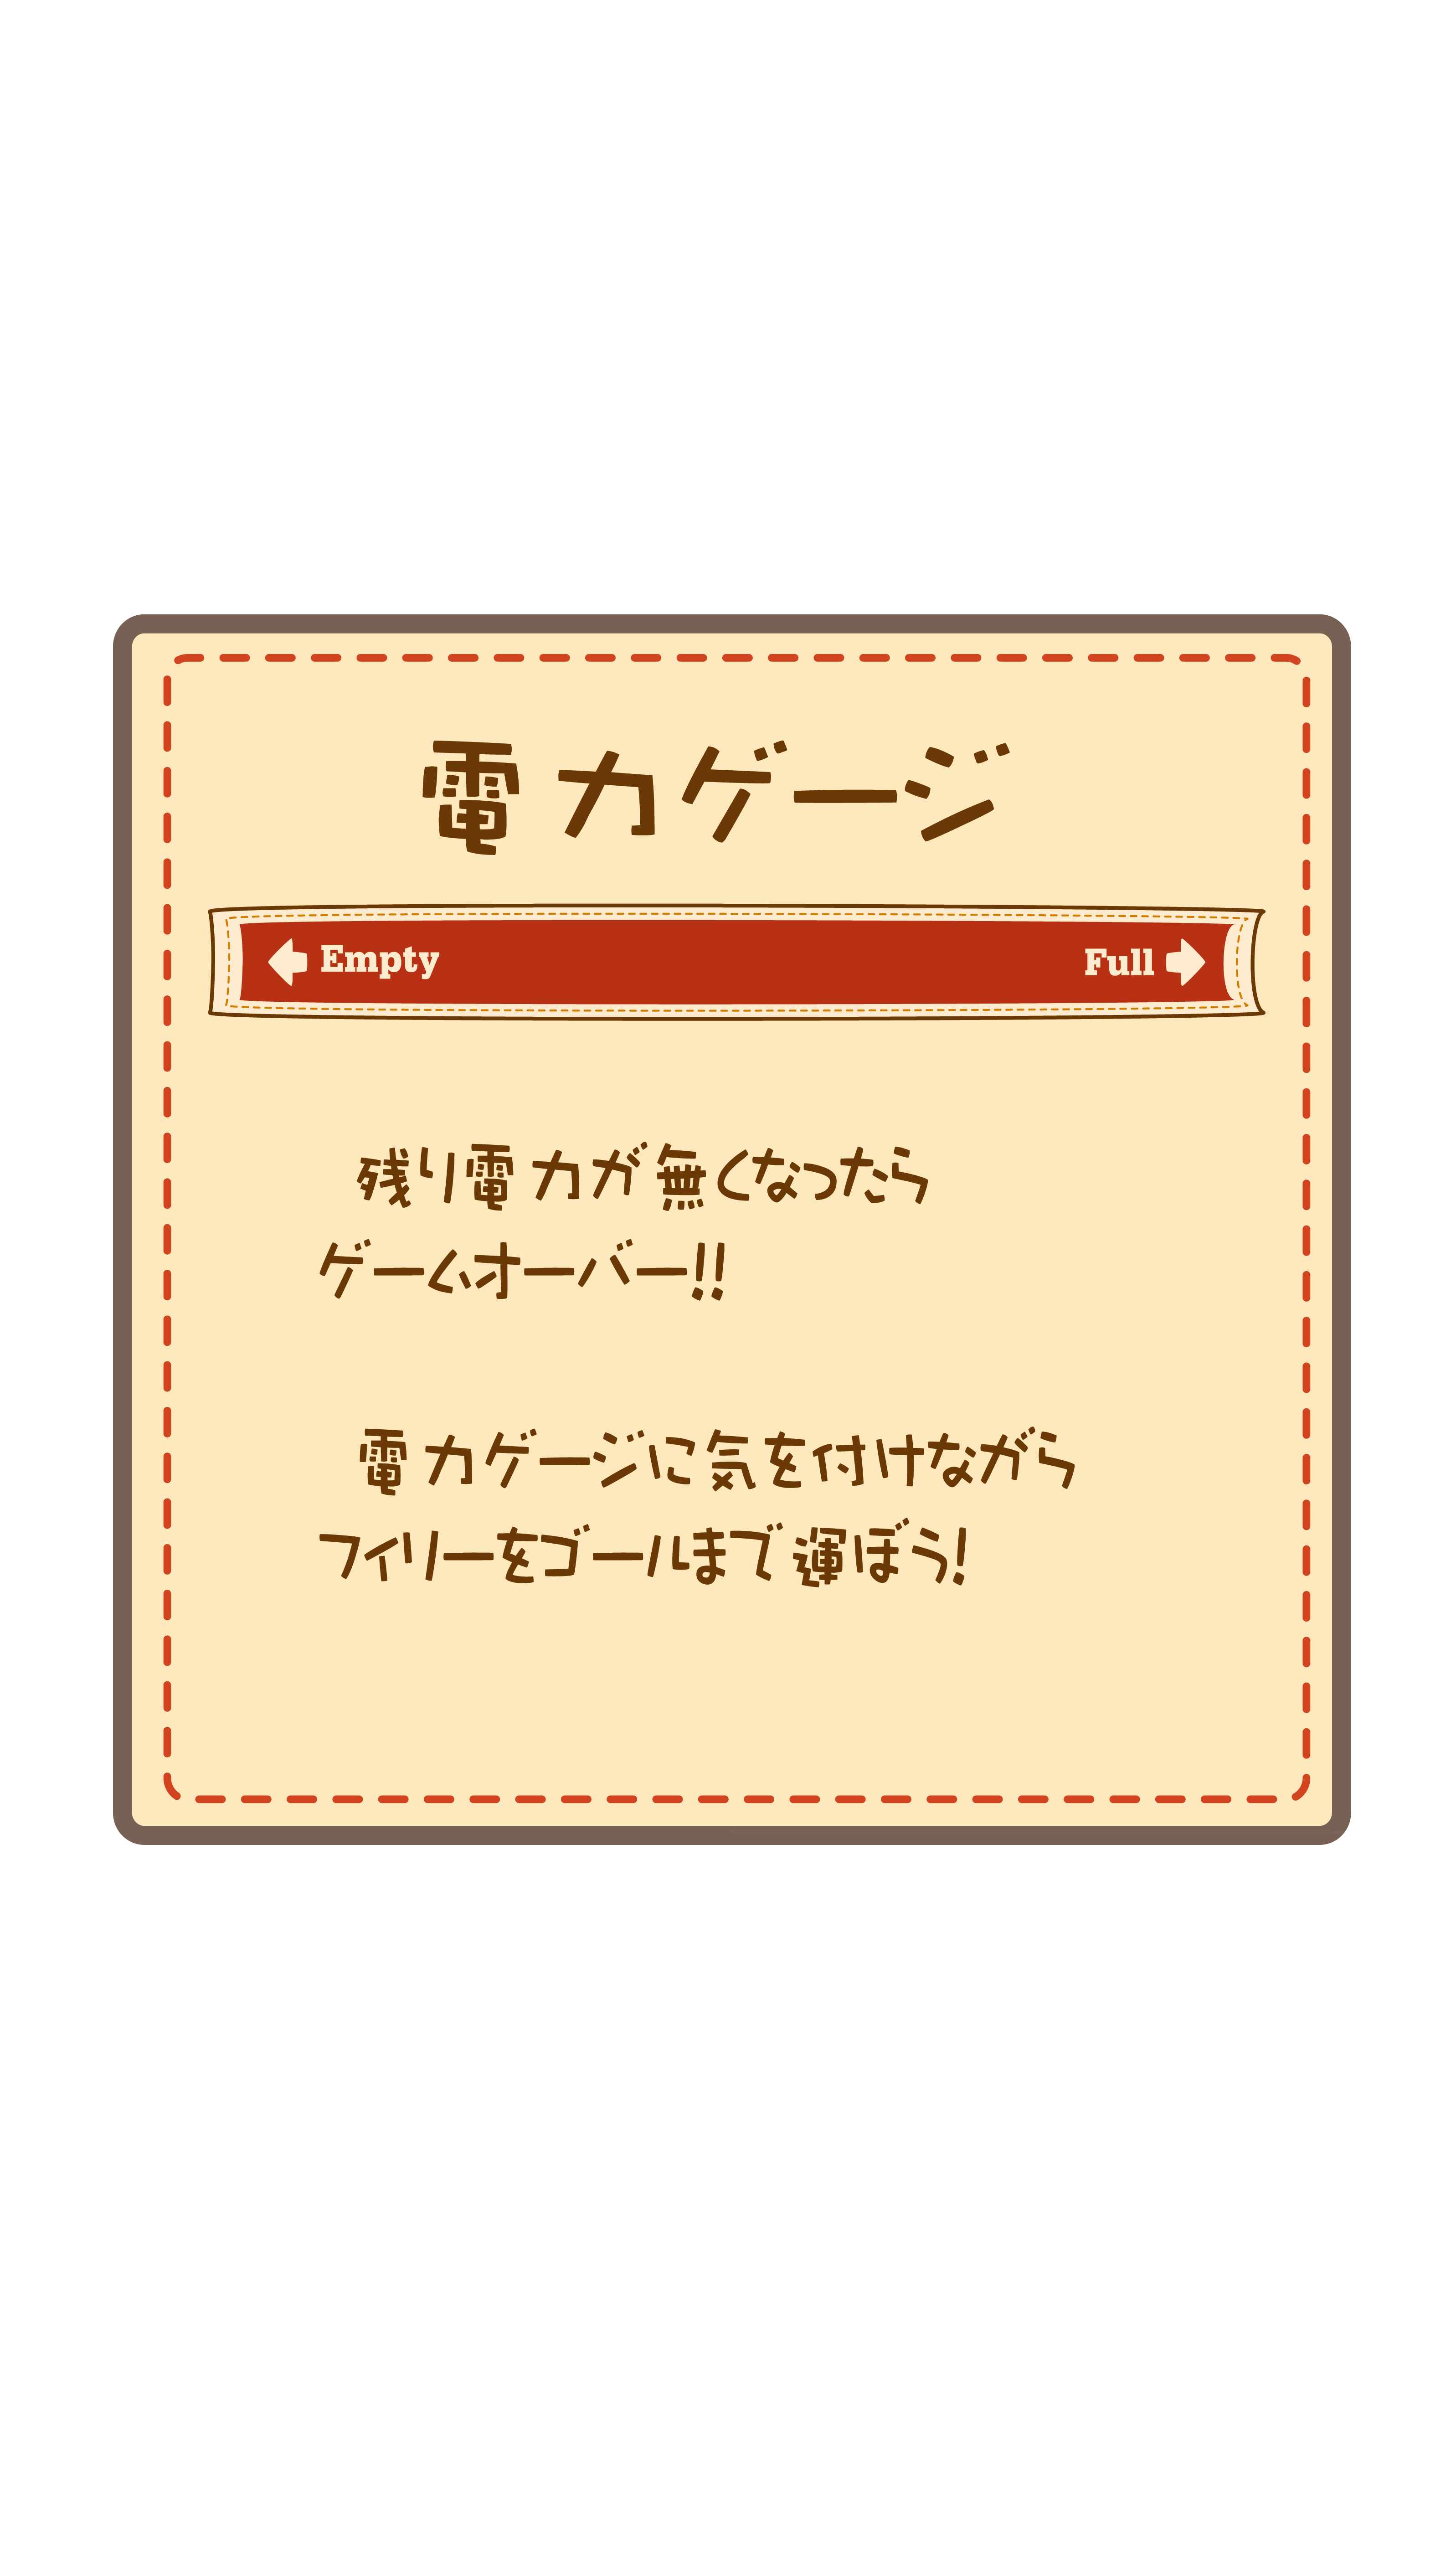 電力ゲージ
Empty Full
残り電力が無くなったら
ゲームオーバー!!
電力ゲージに気を付けながら
フィリーをゴールまで運ぼう!